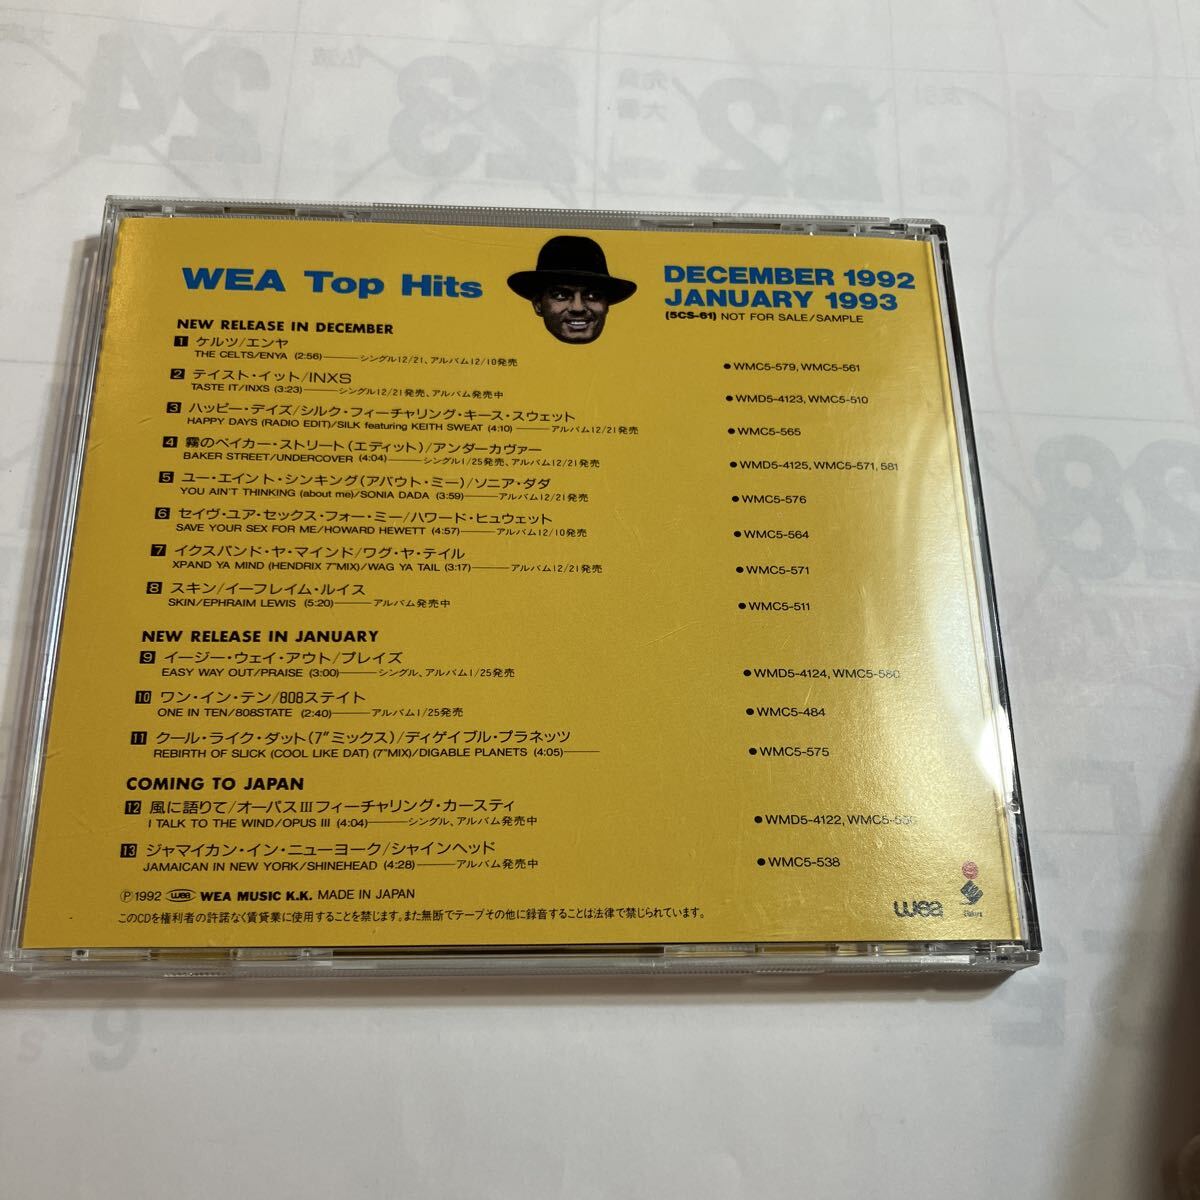 WEA Top Hits
DECEMBER 1992
JANUARY 1993
(5CS-61) NOT FOR SALE/SAMPLE
NEW RELEASE IN DECEMBER
1 ケルツ/エンヤ
THE CELTS/ENYA (2:56)———シングル12/21、アルバム12/10発売 ●WMC5-579, WMC5-561
2 テイスト・イット/INXS
TASTE IT/INXS (3:23)———シングル12/21発売、アルバム発売中 ●WMD5-4123, WMC5-510
3 ハッピー・デイズ/シルク・フィーチャリング・キース・スウェット
HAPPY DAYS (RADIO EDIT)/SILK featuring KEITH SWEAT (4:10)———アルバム12/21発売 ●WMC5-565
4 霧のベイカー・ストリート(エディット)/アンダーカヴァー
BAKER STREET/UNDERCOVER (4:04)———シングル1/25発売、アルバム12/21発売 ●WMD5-4125, WMC5-571, 581
5 ユー・エイント・シンキング(アバウト・ミー)/ソニア・ダダ
YOU AIN'T THINKING (about me)/SONIA DADA (3:59)———アルバム12/21発売 ●WMC5-576
6 セイヴ・ユア・セックス・フォー・ミー/ハワード・ヒュウェット
SAVE YOUR SEX FOR ME/HOWARD HEWETT (4:57)———アルバム12/10発売 ●WMC5-564
7 イクスパンド・ヤ・マインド/ワグ・ヤ・テイル
XPAND YA MIND (HENDRIX 7"MIX)/WAG YA TAIL (3:17)———アルバム12/21発売 ●WMC5-571
8 スキン/イーフレイム・ルイス
SKIN/EPHRAIM LEWIS (5:20)———アルバム発売中 ●WMC5-511
NEW RELEASE IN JANUARY
9 イージー・ウェイ・アウト/プレイズ
EASY WAY OUT/PRAISE (3:00)———シングル、アルバム1/25発売 ●WMD5-4124, WMC5-580
10 ワン・イン・テン/808ステイト
ONE IN TEN/808STATE (2:40)———アルバム1/25発売 ●WMC5-484
11 クール・ライク・ダット(7"ミックス)/ディゲイブル・プラネッツ
REBIRTH OF SLICK (COOL LIKE DAT) (7"MIX)/DIGABLE PLANETS (4:05)——— ●WMC5-575
COMING TO JAPAN
12 風に語りて/オーパスIIIフィーチャリング・カースティ
I TALK TO THE WIND/OPUS III (4:04)———シングル、アルバム発売中 ●WMD5-4122,
13 ジャマイカン・イン・ニューヨーク/シャインヘッド
JAMAICAN IN NEW YORK/SHINEHEAD (4:28)———アルバム発売中 ●WMC5-538
Ⓟ1992 wea WEA MUSIC K.K. MADE IN JAPAN
このCDを権利者の許諾なく賃貸業に使用することを禁じます。また無断でテープその他に録音することは法律で禁じられています。
wea
24 23 22
28
9